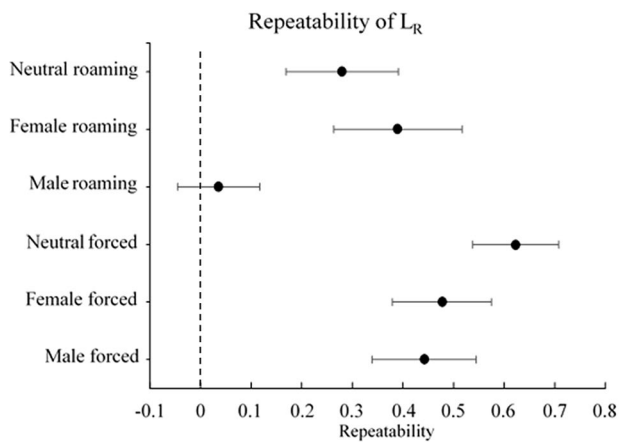 Repeatability of LR
Neutral roaming
Female roaming
Male roaming
Neutral forced
Female forced
Male forced
-0.1 0 0.1 0.2 0.3 0.4 0.5 0.6 0.7 0.8
Repeatability